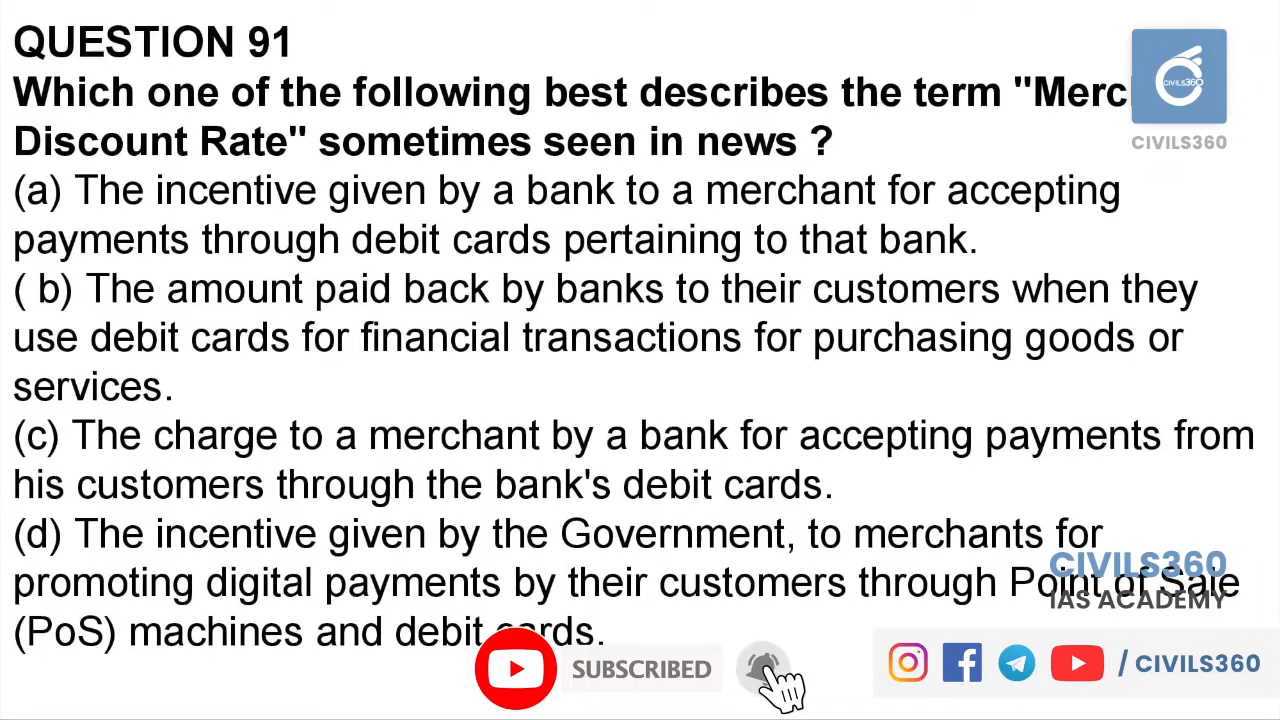 QUESTION 91
Which one of the following best describes the term "Merc
Discount Rate" sometimes seen in news ?
(a) The incentive given by a bank to a merchant for accepting
payments through debit cards pertaining to that bank.
( b) The amount paid back by banks to their customers when they
use debit cards for financial transactions for purchasing goods or
services.
(c) The charge to a merchant by a bank for accepting payments from
his customers through the bank's debit cards.
(d) The incentive given by the Government, to merchants for
promoting digital payments by their customers through Point of Sale
(PoS) machines and debit cards.
CIVILS360
CIVILS360
CIVILS360
IAS ACADEMY
SUBSCRIBED
/ CIVILS360